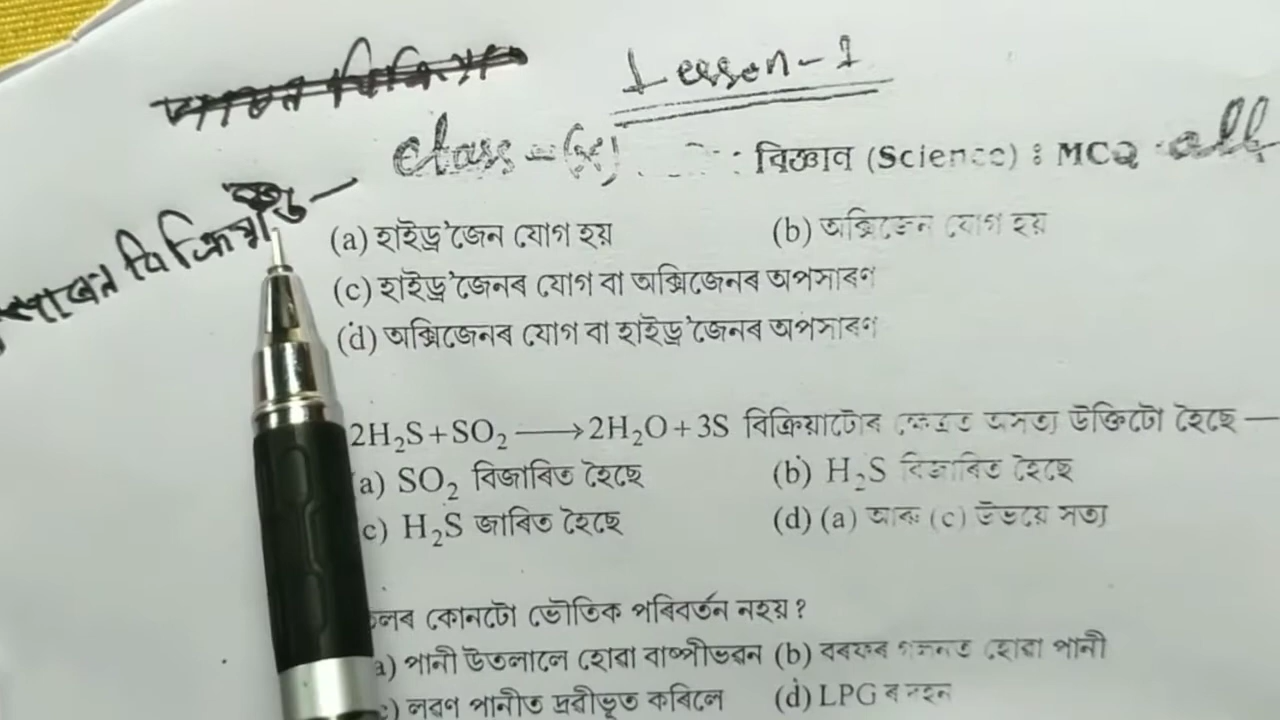 Lesson-1
Class-(x)
বিজ্ঞান (Science) : MCQ all
(a) হাইড্ৰ'জেন যোগ হয় (b) অক্সিজেন যোগ হয়
(c) হাইড্ৰ'জেনৰ যোগ বা অক্সিজেনৰ অপসাৰণ
(d) অক্সিজেনৰ যোগ বা হাইড্ৰ'জেনৰ অপসাৰণ
2H₂S+SO₂ ⟶ 2H₂O+3S বিক্ৰিয়াটোৰ ক্ষেত্ৰত অসত্য উক্তিটো হৈছে —
a) SO₂ বিজাৰিত হৈছে (b) H₂S বিজাৰিত হৈছে
c) H₂S জাৰিত হৈছে (d) (a) আৰু (c) উভয়ে সত্য
কোনটো ভৌতিক পৰিবৰ্তন নহয়?
a) পানী উতলালে হোৱা বাষ্পীভৱন (b) বৰফৰ গলনত হোৱা পানী
) লৱণ পানীত দ্ৰৱীভূত কৰিলে (d) LPG ৰ দহন